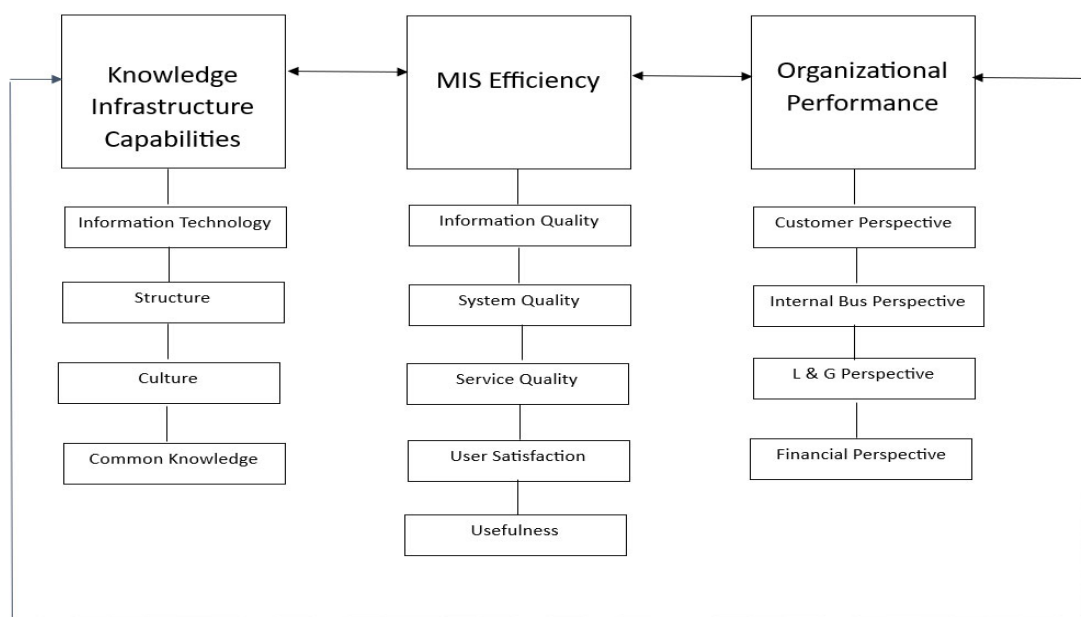 Knowledge
Infrastructure
Capabilities
MIS Efficiency
Organizational
Performance
Information Technology
Structure
Culture
Common Knowledge
Information Quality
System Quality
Service Quality
User Satisfaction
Usefulness
Customer Perspective
Internal Bus Perspective
L & G Perspective
Financial Perspective